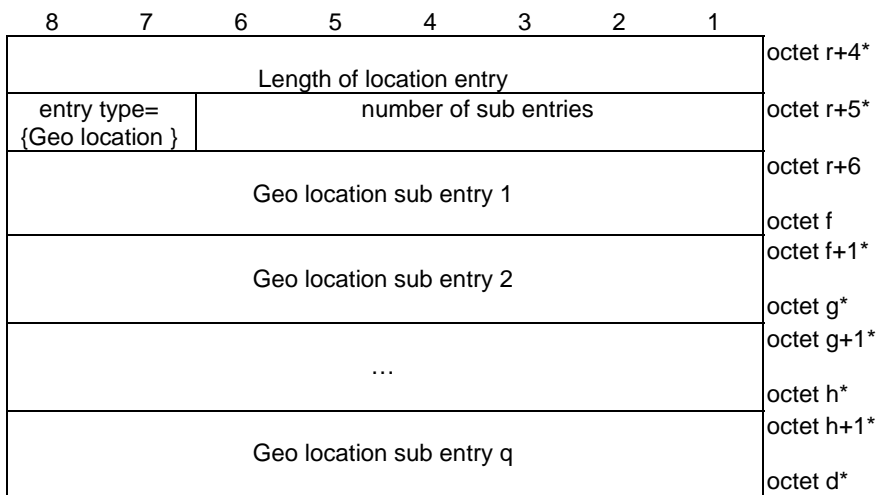 8 7 6 5 4 3 2 1
octet r+4*
Length of location entry
entry type= number of sub entries octet r+5*
{Geo location }
octet r+6
Geo location sub entry 1
octet f
octet f+1*
Geo location sub entry 2
octet g*
octet g+1*
…
octet h*
octet h+1*
Geo location sub entry q
octet d*